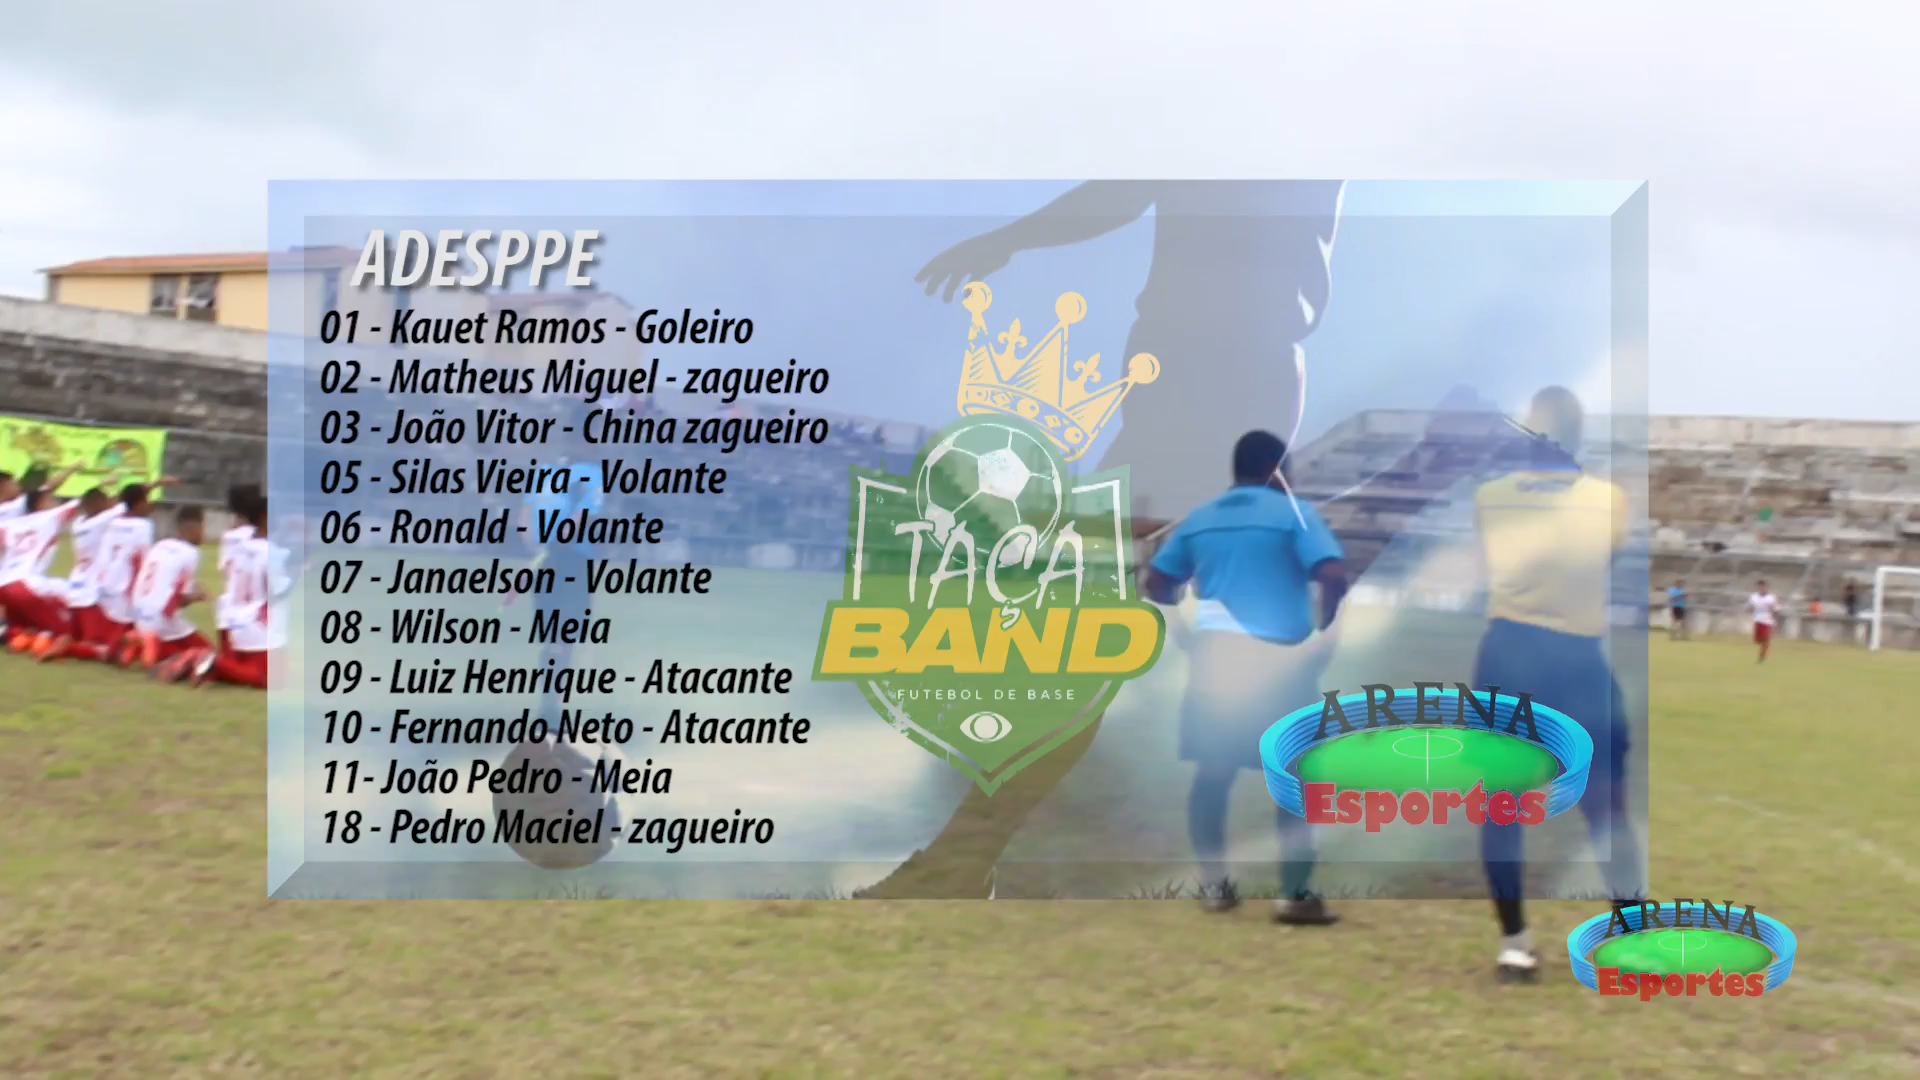 ADESPPE
01 - Kauet Ramos - Goleiro
02 - Matheus Miguel - zagueiro
03 - João Vitor - China zagueiro
05 - Silas Vieira - Volante
06 - Ronald - Volante
07 - Janaelson - Volante
08 - Wilson - Meia
09 - Luiz Henrique - Atacante
10 - Fernando Neto - Atacante
11- João Pedro - Meia
18 - Pedro Maciel - zagueiro
TAÇA
BAND
FUTEBOL DE BASE
ARENA
Esportes
ARENA
Esportes